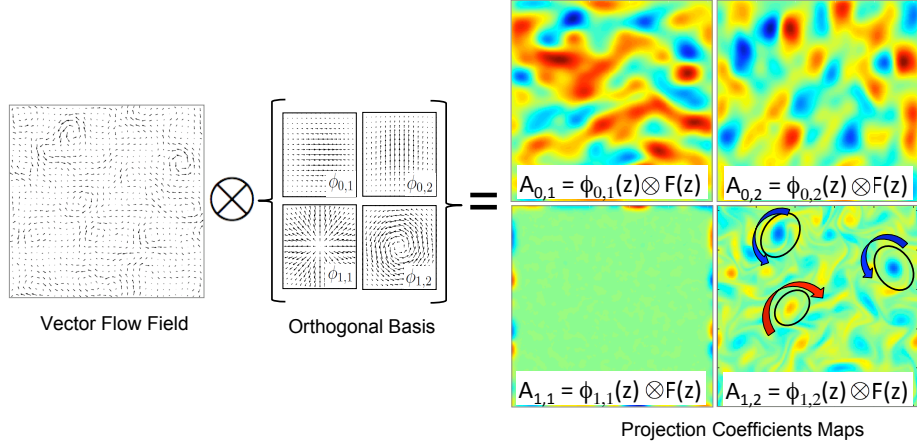 ϕ0,1
ϕ0,2
ϕ1,1
ϕ1,2
Vector Flow Field
Orthogonal Basis
=
A0,1 = ϕ0,1(z) ⊗ F(z)
A0,2 = ϕ0,2(z) ⊗F(z)
A1,1 = ϕ1,1(z) ⊗F(z)
A1,2 = ϕ1,2(z) ⊗F(z)
Projection Coefficients Maps